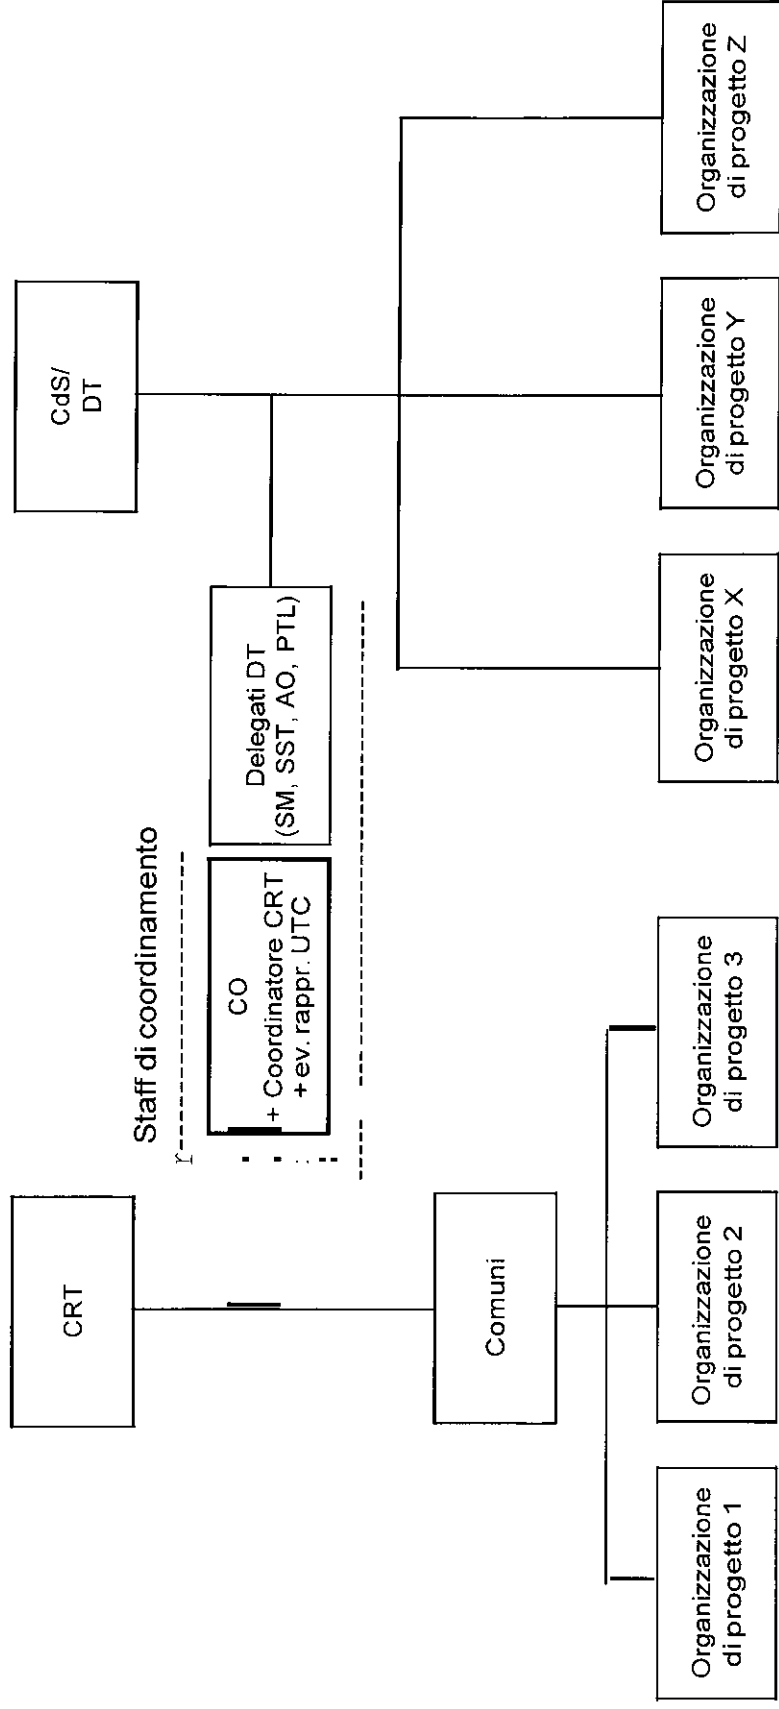 CRT
CdS/
DT
Staff di coordinamento
CO
+ Coordinatore CRT
+ ev. rappr. UTC
Delegati DT
(SM, SST, AO, PTL)
Comuni
Organizzazione
di progetto 1
Organizzazione
di progetto 2
Organizzazione
di progetto 3
Organizzazione
di progetto X
Organizzazione
di progetto Y
Organizzazione
di progetto Z